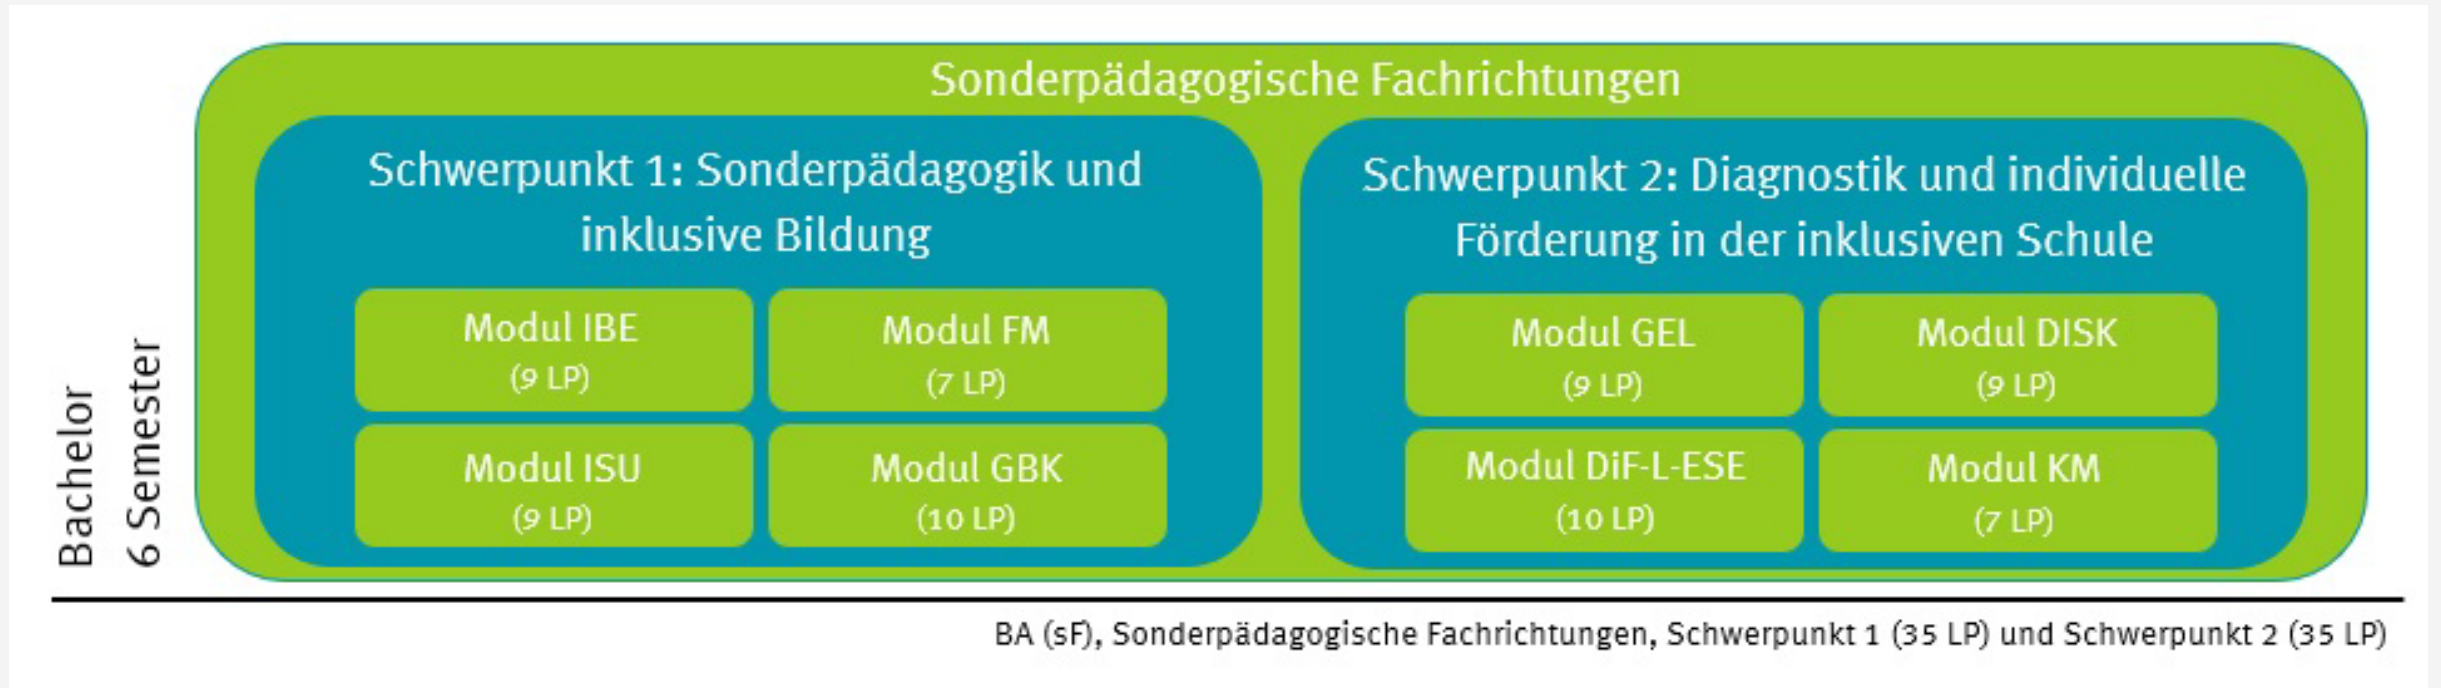 Sonderpädagogische Fachrichtungen
Schwerpunkt 1: Sonderpädagogik und
inklusive Bildung
Modul IBE
(9 LP)
Modul FM
(7 LP)
Modul ISU
(9 LP)
Modul GBK
(10 LP)
Schwerpunkt 2: Diagnostik und individuelle
Förderung in der inklusiven Schule
Modul GEL
(9 LP)
Modul DISK
(9 LP)
Modul DiF-L-ESE
(10 LP)
Modul KM
(7 LP)
Bachelor
6 Semester
BA (sF), Sonderpädagogische Fachrichtungen, Schwerpunkt 1 (35 LP) und Schwerpunkt 2 (35 LP)